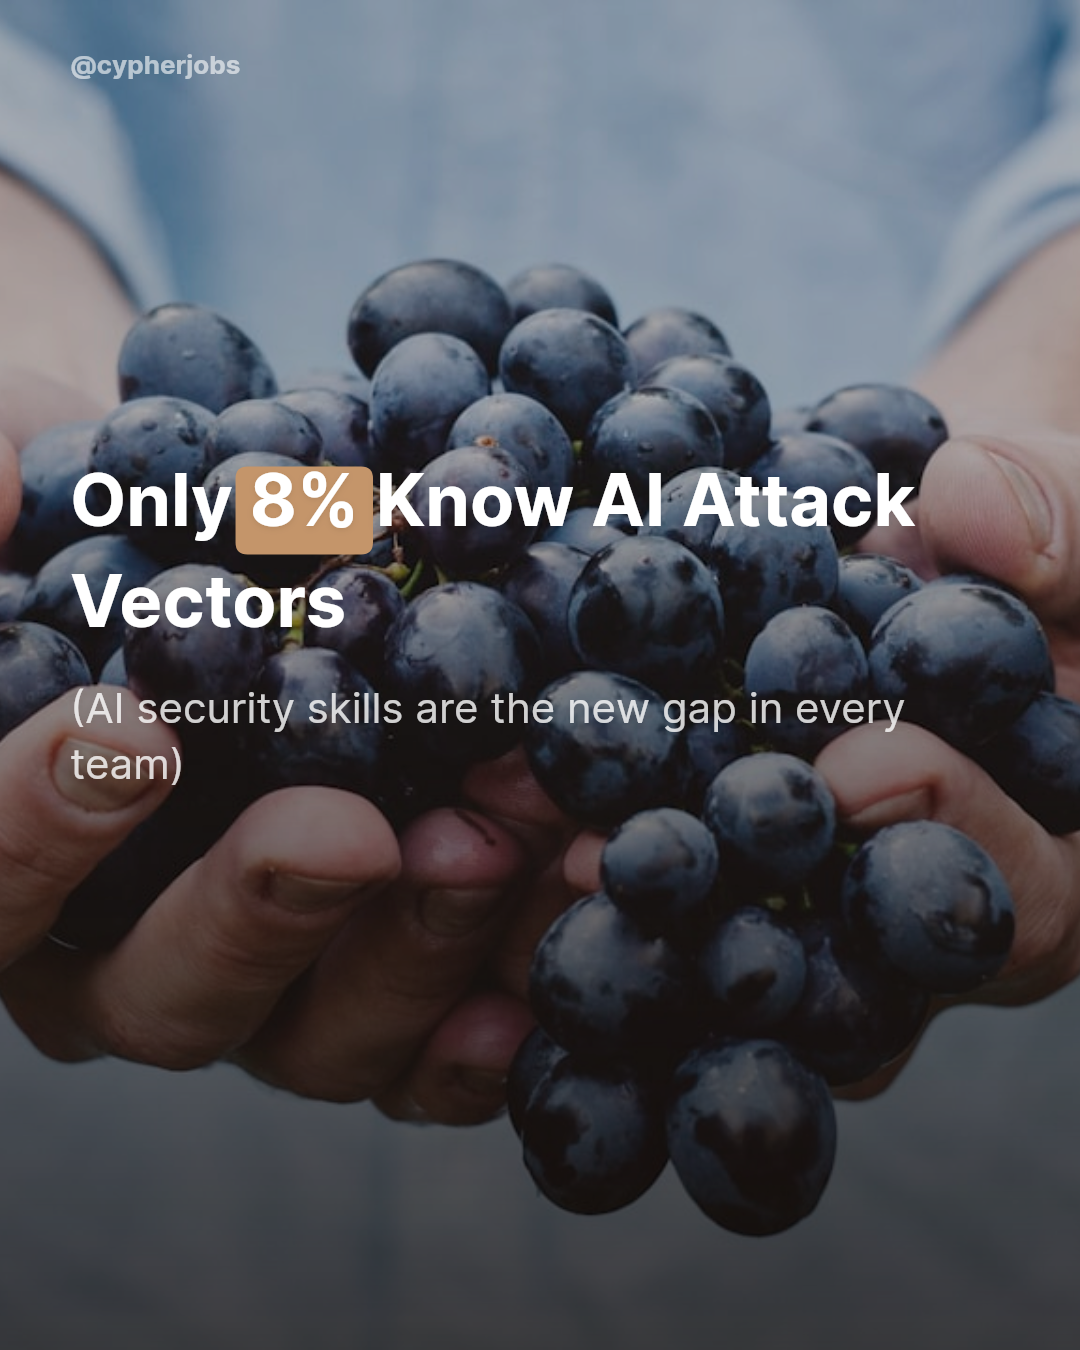 @cypherjobs
Only 8% Know AI Attack
Vectors
(AI security skills are the new gap in every
team)